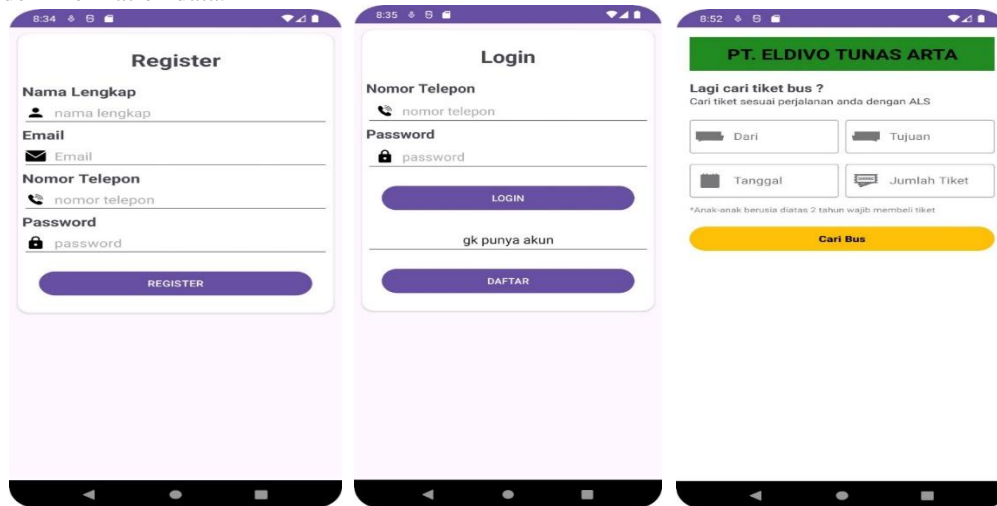 8:34
Register
Nama Lengkap
nama lengkap
Email
Email
Nomor Telepon
nomor telepon
Password
password
REGISTER
8:35
Login
Nomor Telepon
nomor telepon
Password
password
LOGIN
gk punya akun
DAFTAR
8:52
PT. ELDIVO TUNAS ARTA
Lagi cari tiket bus ?
Cari tiket sesuai perjalanan anda dengan ALS
Dari
Tujuan
Tanggal
Jumlah Tiket
*Anak-anak berusia diatas 2 tahun wajib membeli tiket
Cari Bus